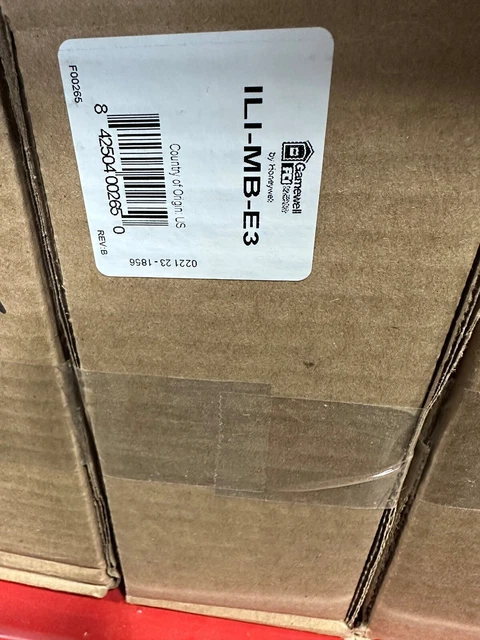 Gamewell
FCI
by Honeywell
ILI-MB-E3
Country of Origin: US
8 42504 00265 0
F00265
REV:B
0221 23-1856